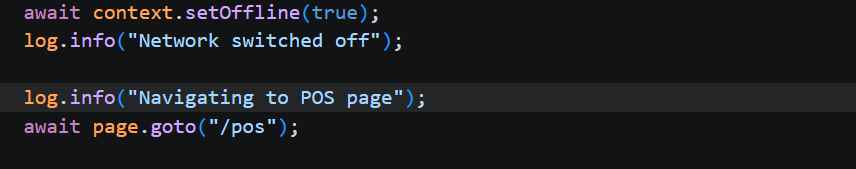 await context.setOffline(true);
log.info("Network switched off");
log.info("Navigating to POS page");
await page.goto("/pos");